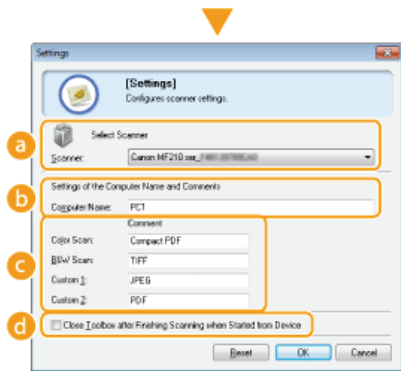 Settings
[Settings]
Configures scanner settings.
a
Select Scanner
Scanner: Canon MF210 ser_
b
Settings of the Computer Name and Comments
Computer Name: PC1
Comment
c
Color Scan: Compact PDF
B&W Scan: TIFF
Custom 1: JPEG
Custom 2: PDF
d
Close Toolbox after Finishing Scanning when Started from Device
Reset OK Cancel